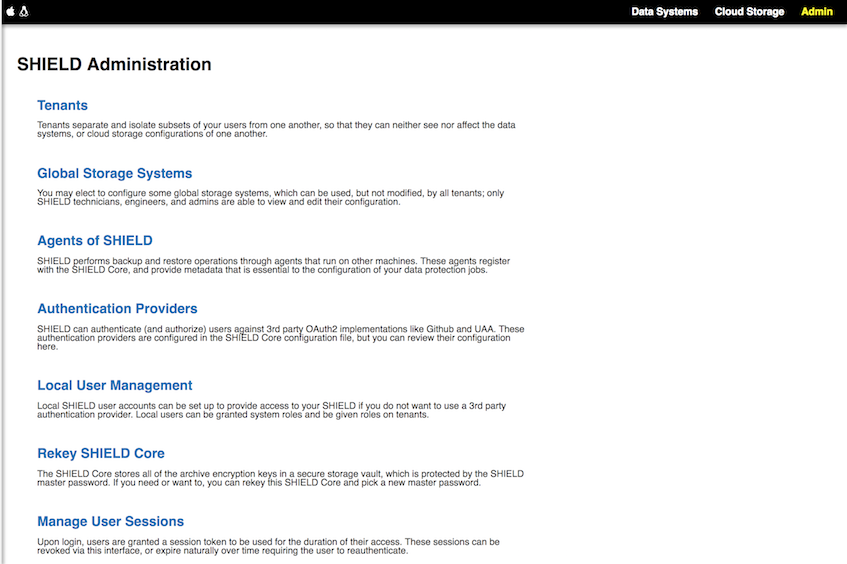 Data Systems Cloud Storage Admin
SHIELD Administration
Tenants
Tenants separate and isolate subsets of your users from one another, so that they can neither see nor affect the data
systems, or cloud storage configurations of one another.
Global Storage Systems
You may elect to configure some global storage systems, which can be used, but not modified, by all tenants; only
SHIELD technicians, engineers, and admins are able to view and edit their configuration.
Agents of SHIELD
SHIELD performs backup and restore operations through agents that run on other machines. These agents register
with the SHIELD Core, and provide metadata that is essential to the configuration of your data protection jobs.
Authentication Providers
SHIELD can authenticate (and authorize) users against 3rd party OAuth2 implementations like Github and UAA. These
authentication providers are configured in the SHIELD Core configuration file, but you can review their configuration
here.
Local User Management
Local SHIELD user accounts can be set up to provide access to your SHIELD if you do not want to use a 3rd party
authentication provider. Local users can be granted system roles and be given roles on tenants.
Rekey SHIELD Core
The SHIELD Core stores all of the archive encryption keys in a secure storage vault, which is protected by the SHIELD
master password. If you need or want to, you can rekey this SHIELD Core and pick a new master password.
Manage User Sessions
Upon login, users are granted a session token to be used for the duration of their access. These sessions can be
revoked via this interface, or expire naturally over time requiring the user to reauthenticate.